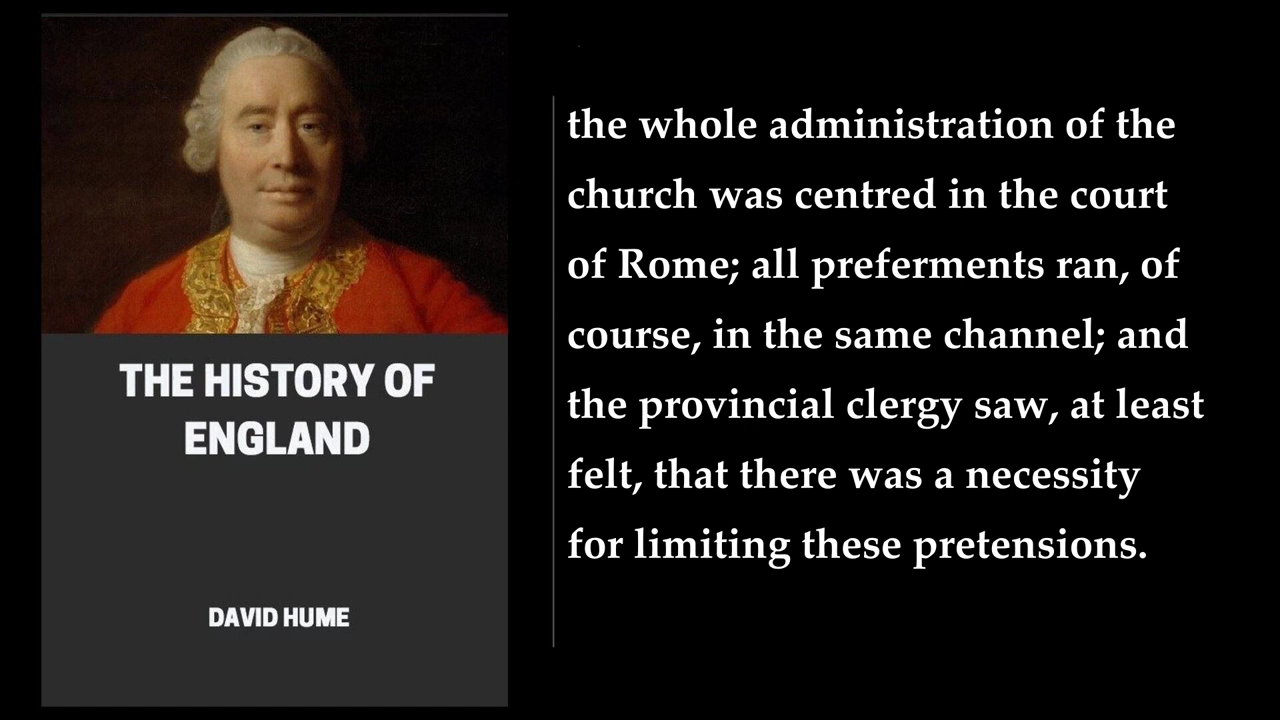 THE HISTORY OF
ENGLAND
DAVID HUME
the whole administration of the
church was centred in the court
of Rome; all preferments ran, of
course, in the same channel; and
the provincial clergy saw, at least
felt, that there was a necessity
for limiting these pretensions.